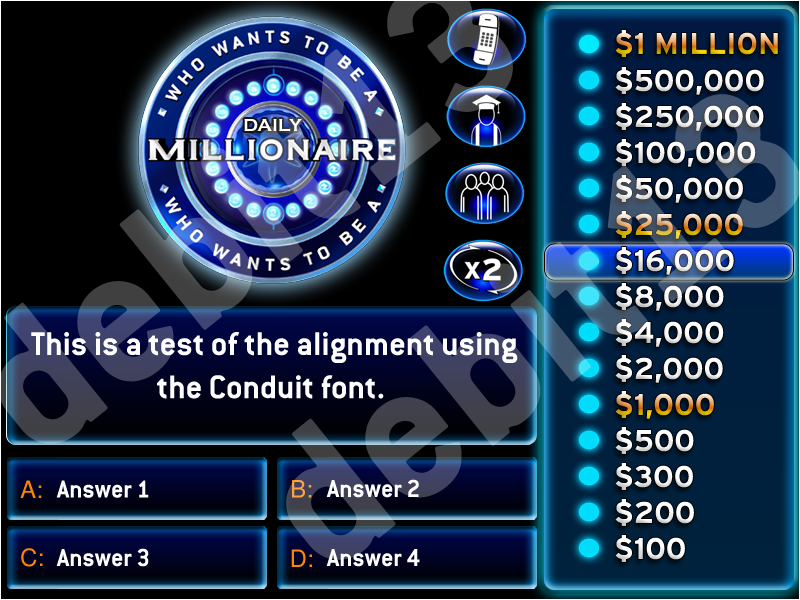 WHO WANTS TO BE A
DAILY
MILLIONAIRE
WHO WANTS TO BE A
x2
This is a test of the alignment using
the Conduit font.
A: Answer 1
B: Answer 2
C: Answer 3
D: Answer 4
$1 MILLION
$500,000
$250,000
$100,000
$50,000
$25,000
$16,000
$8,000
$4,000
$2,000
$1,000
$500
$300
$200
$100
debit13
debit13